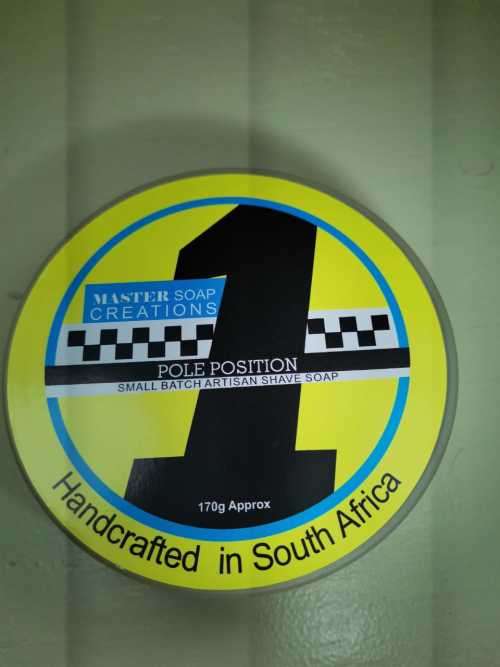 1
MASTER SOAP
CREATIONS
POLE POSITION
SMALL BATCH ARTISAN SHAVE SOAP
170g Approx
Handcrafted in South Africa